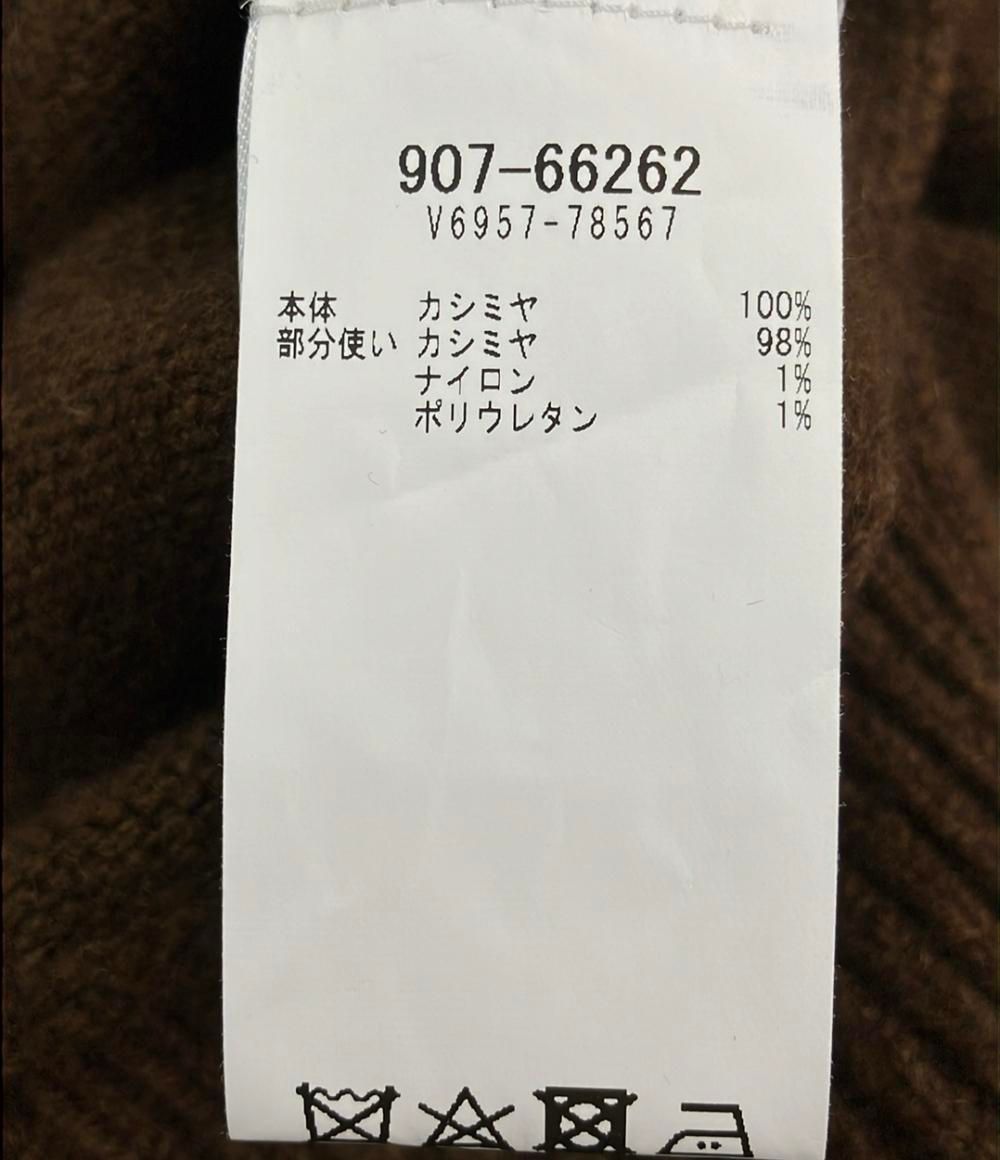 907-66262
V6957-78567
本体 カシミヤ 100%
部分使い カシミヤ 98%
ナイロン 1%
ポリウレタン 1%